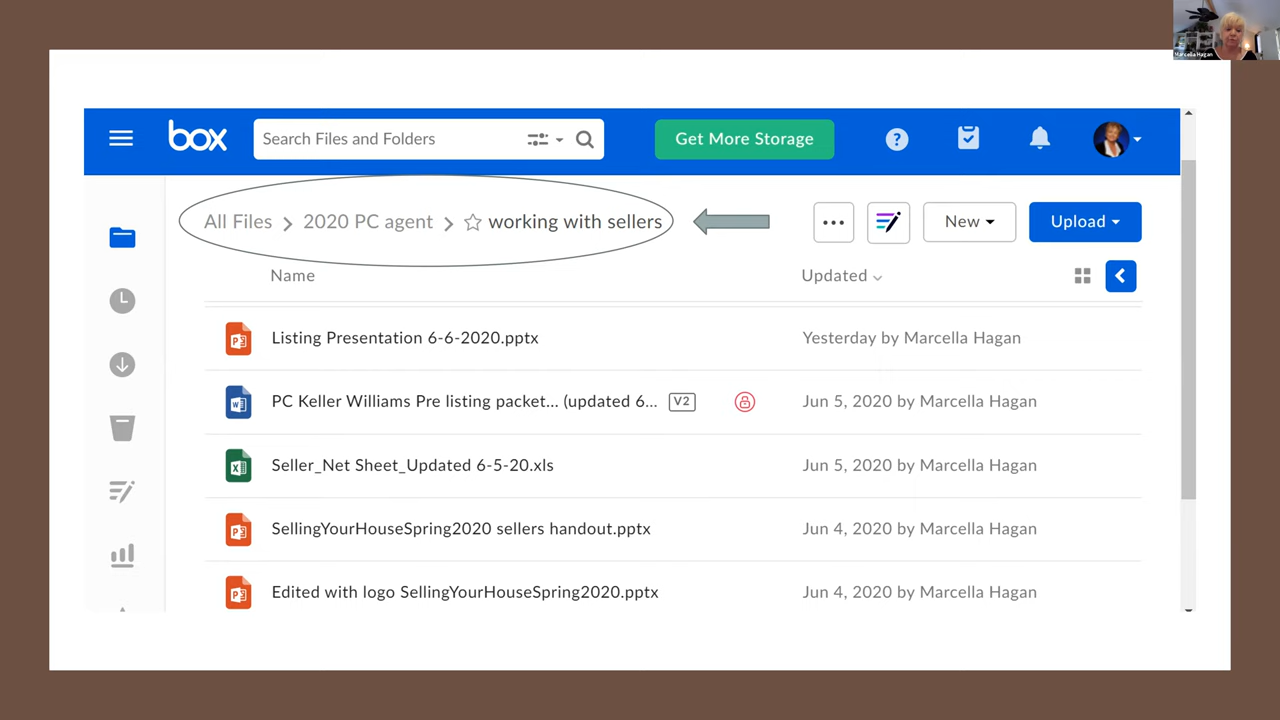 Marcella Hagan
box
Search Files and Folders
Get More Storage
?
All Files > 2020 PC agent > working with sellers
...
New
Upload
Name
Updated
Listing Presentation 6-6-2020.pptx
Yesterday by Marcella Hagan
PC Keller Williams Pre listing packet... (updated 6...
V2
Jun 5, 2020 by Marcella Hagan
Seller_Net Sheet_Updated 6-5-20.xls
Jun 5, 2020 by Marcella Hagan
SellingYourHouseSpring2020 sellers handout.pptx
Jun 4, 2020 by Marcella Hagan
Edited with logo SellingYourHouseSpring2020.pptx
Jun 4, 2020 by Marcella Hagan